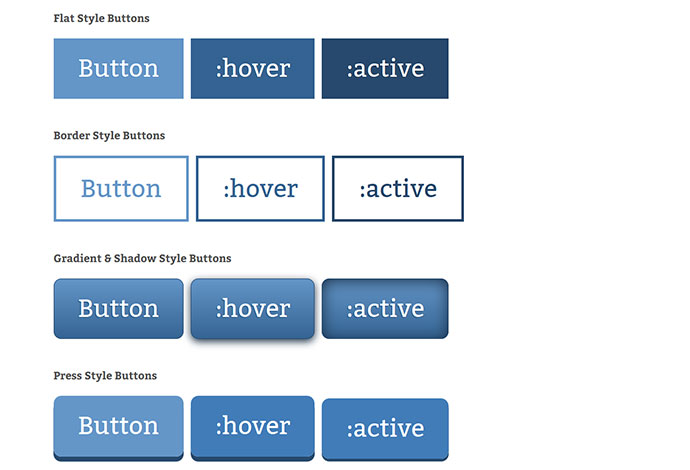 Flat Style Buttons
Button :hover :active
Border Style Buttons
Button :hover :active
Gradient & Shadow Style Buttons
Button :hover :active
Press Style Buttons
Button :hover :active